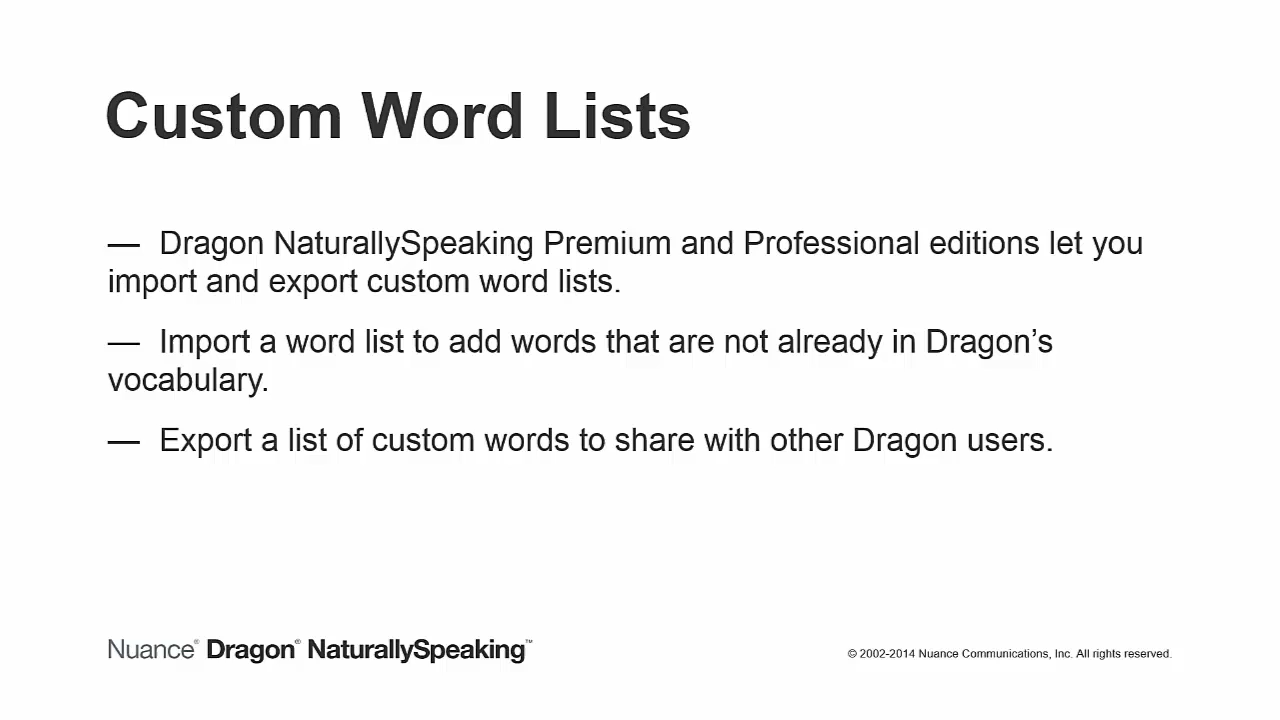 Custom Word Lists
— Dragon NaturallySpeaking Premium and Professional editions let you
import and export custom word lists.
— Import a word list to add words that are not already in Dragon’s
vocabulary.
— Export a list of custom words to share with other Dragon users.
Nuance® Dragon® NaturallySpeaking™
© 2002-2014 Nuance Communications, Inc. All rights reserved.